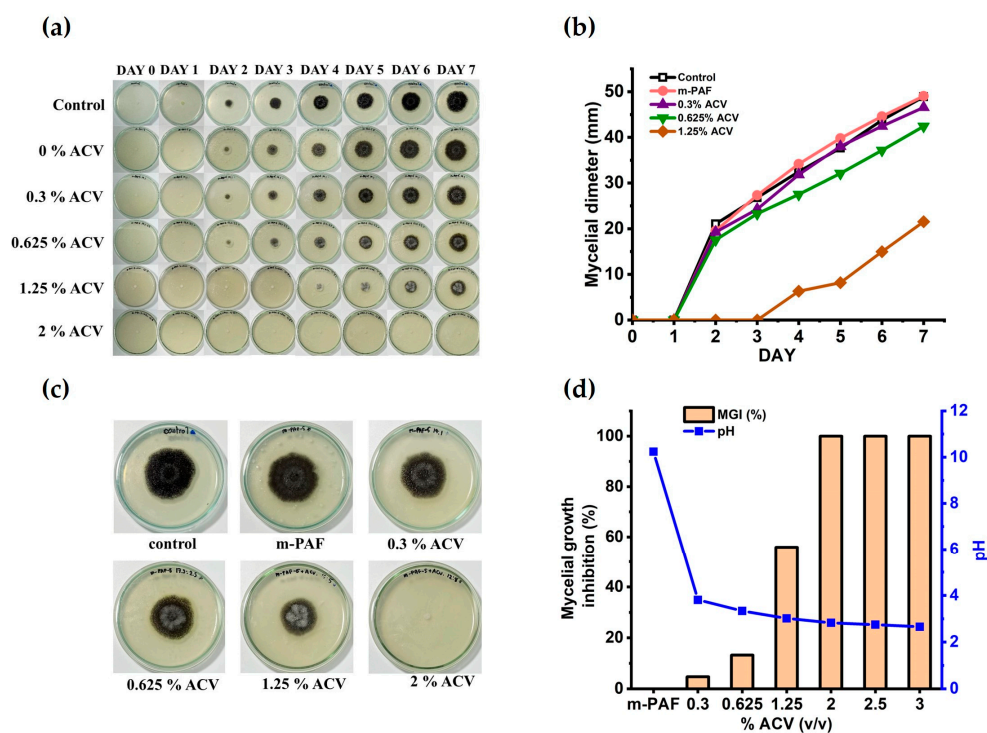 (a)
DAY 0 DAY 1 DAY 2 DAY 3 DAY 4 DAY 5 DAY 6 DAY 7
Control
0 % ACV
0.3 % ACV
0.625 % ACV
1.25 % ACV
2 % ACV
(b)
Control
m-PAF
0.3% ACV
0.625% ACV
1.25% ACV
Mycelial dimeter (mm)
50
40
30
20
10
0
0 1 2 3 4 5 6 7
DAY
(c)
control
control m-PAF 0.3 % ACV
0.625 % ACV 1.25 % ACV 2 % ACV
(d)
MGI (%)
pH
Mycelial growth
inhibition (%)
100
80
60
40
20
0
12
10
8
6
4
2
0
pH
m-PAF 0.3 0.625 1.25 2 2.5 3
% ACV (v/v)